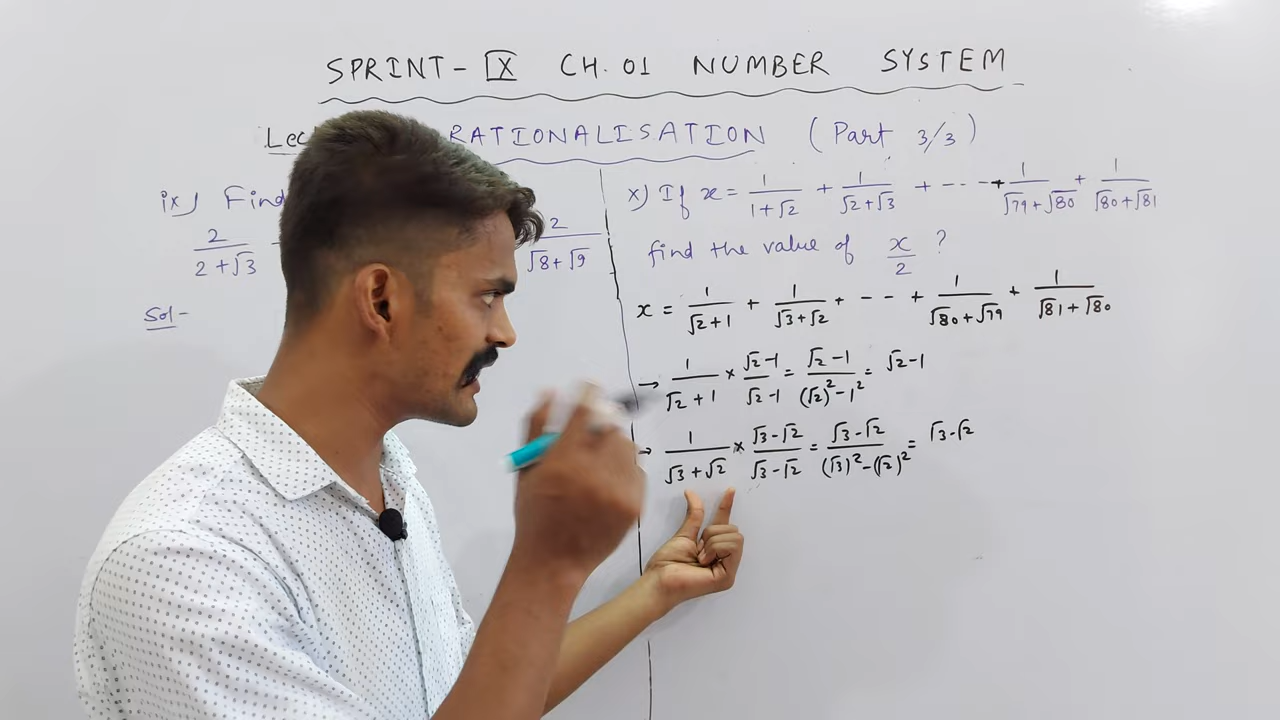 SPRINT - IX CH. 01 NUMBER SYSTEM
RATIONALISATION (Part 3/3)
ix) Find
2/(2+√3) 2/(√8+√9)
Sol-
x) If x = 1/(1+√2) + 1/(√2+√3) + --- + 1/(√79+√80) + 1/(√80+√81)
find the value of x/2 ?
x = 1/(√2+1) + 1/(√3+√2) + - -- + 1/(√80+√79) + 1/(√81+√80)
→ 1/(√2+1) × (√2-1)/(√2-1) = (√2-1)/((√2)²-1²) = √2-1
→ 1/(√3+√2) × (√3-√2)/(√3-√2) = (√3-√2)/((√3)²-(√2)²) = √3-√2